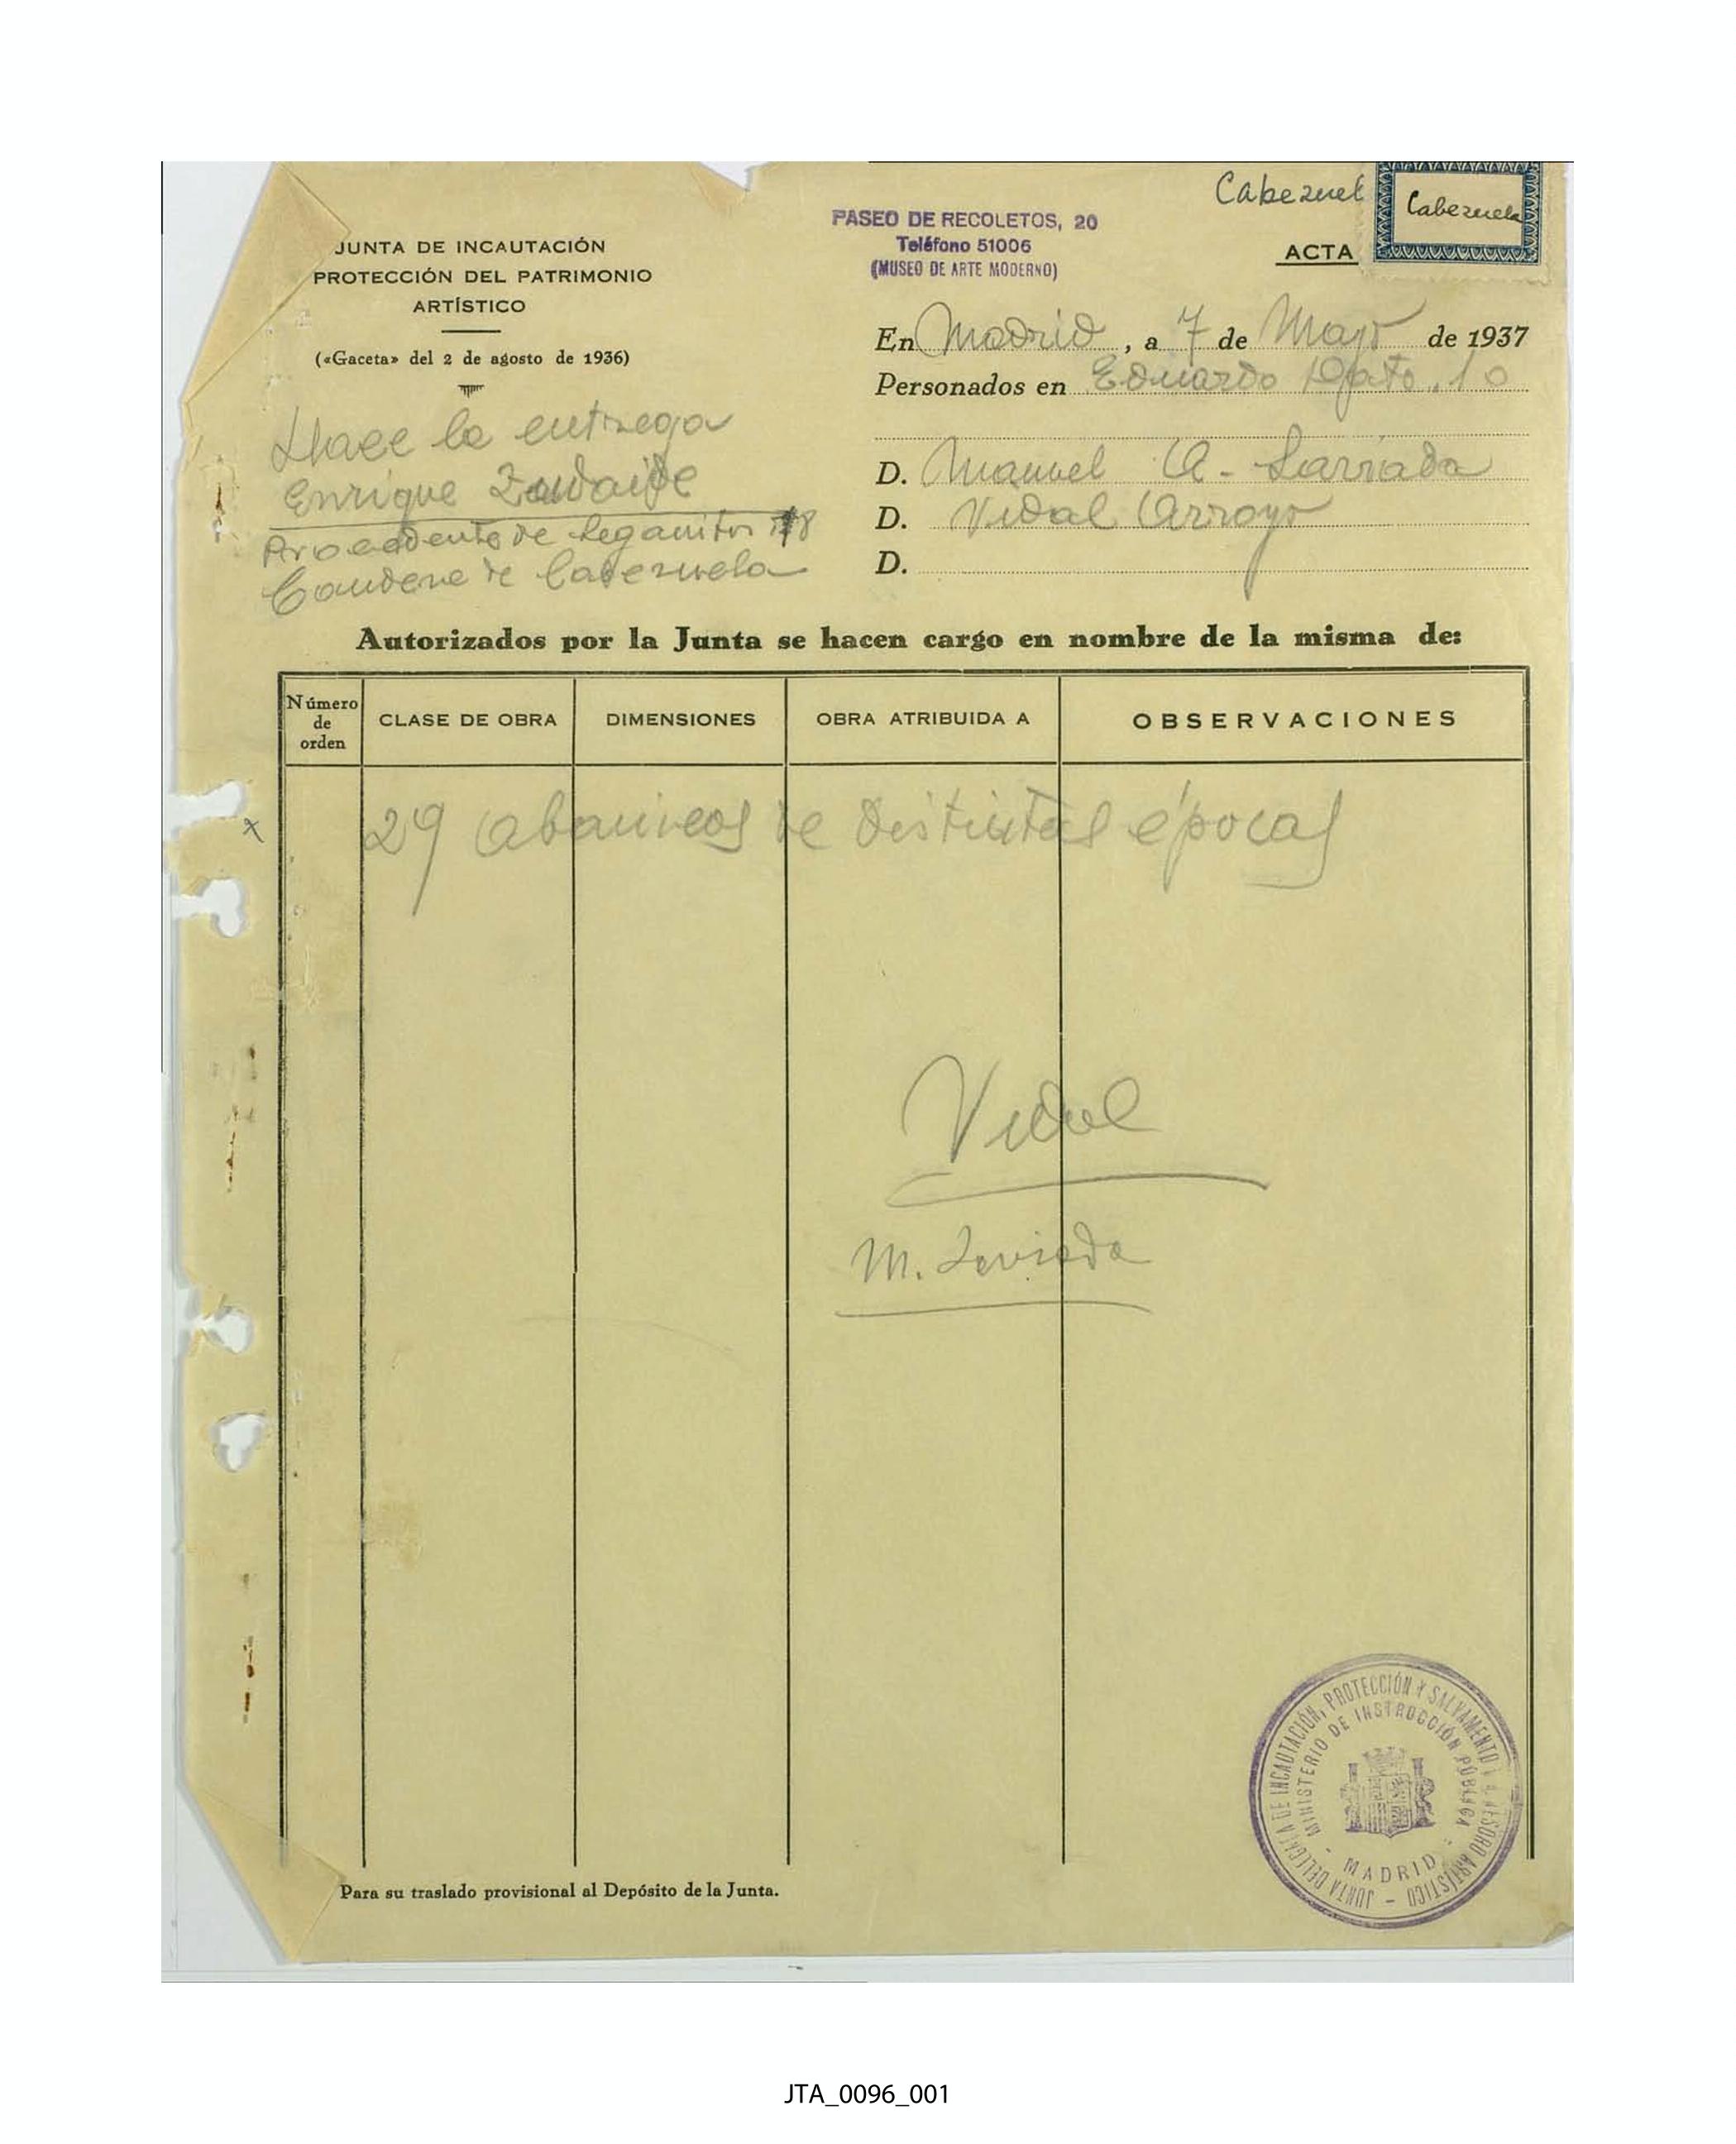 Cabezuel
Cabezuela
PASEO DE RECOLETOS, 20
Teléfono 51006
(MUSEO DE ARTE MODERNO)
ACTA
JUNTA DE INCAUTACIÓN
PROTECCIÓN DEL PATRIMONIO
ARTÍSTICO
(«Gaceta» del 2 de agosto de 1936)
En Madrid, a 7 de Mayo de 1937
Personados en Eduardo Dato, 10
D. Manuel A - Larriada
D. Vidal Arroyo
D.
Hace la entrega
Enrique
Procedente de Leganitos 18
de Cabezuela
Autorizados por la Junta se hacen cargo en nombre de la misma de:
Número de orden
CLASE DE OBRA
DIMENSIONES
OBRA ATRIBUIDA A
OBSERVACIONES
29 abanicos de distintas épocas
Vidal
M. Laviada
JUNTA DELEGADA DE INCAUTACIÓN, PROTECCIÓN Y SALVAMENTO DEL TESORO ARTÍSTICO -
MINISTERIO DE INSTRUCCIÓN PÚBLICA
MADRID
Para su traslado provisional al Depósito de la Junta.
JTA_0096_001